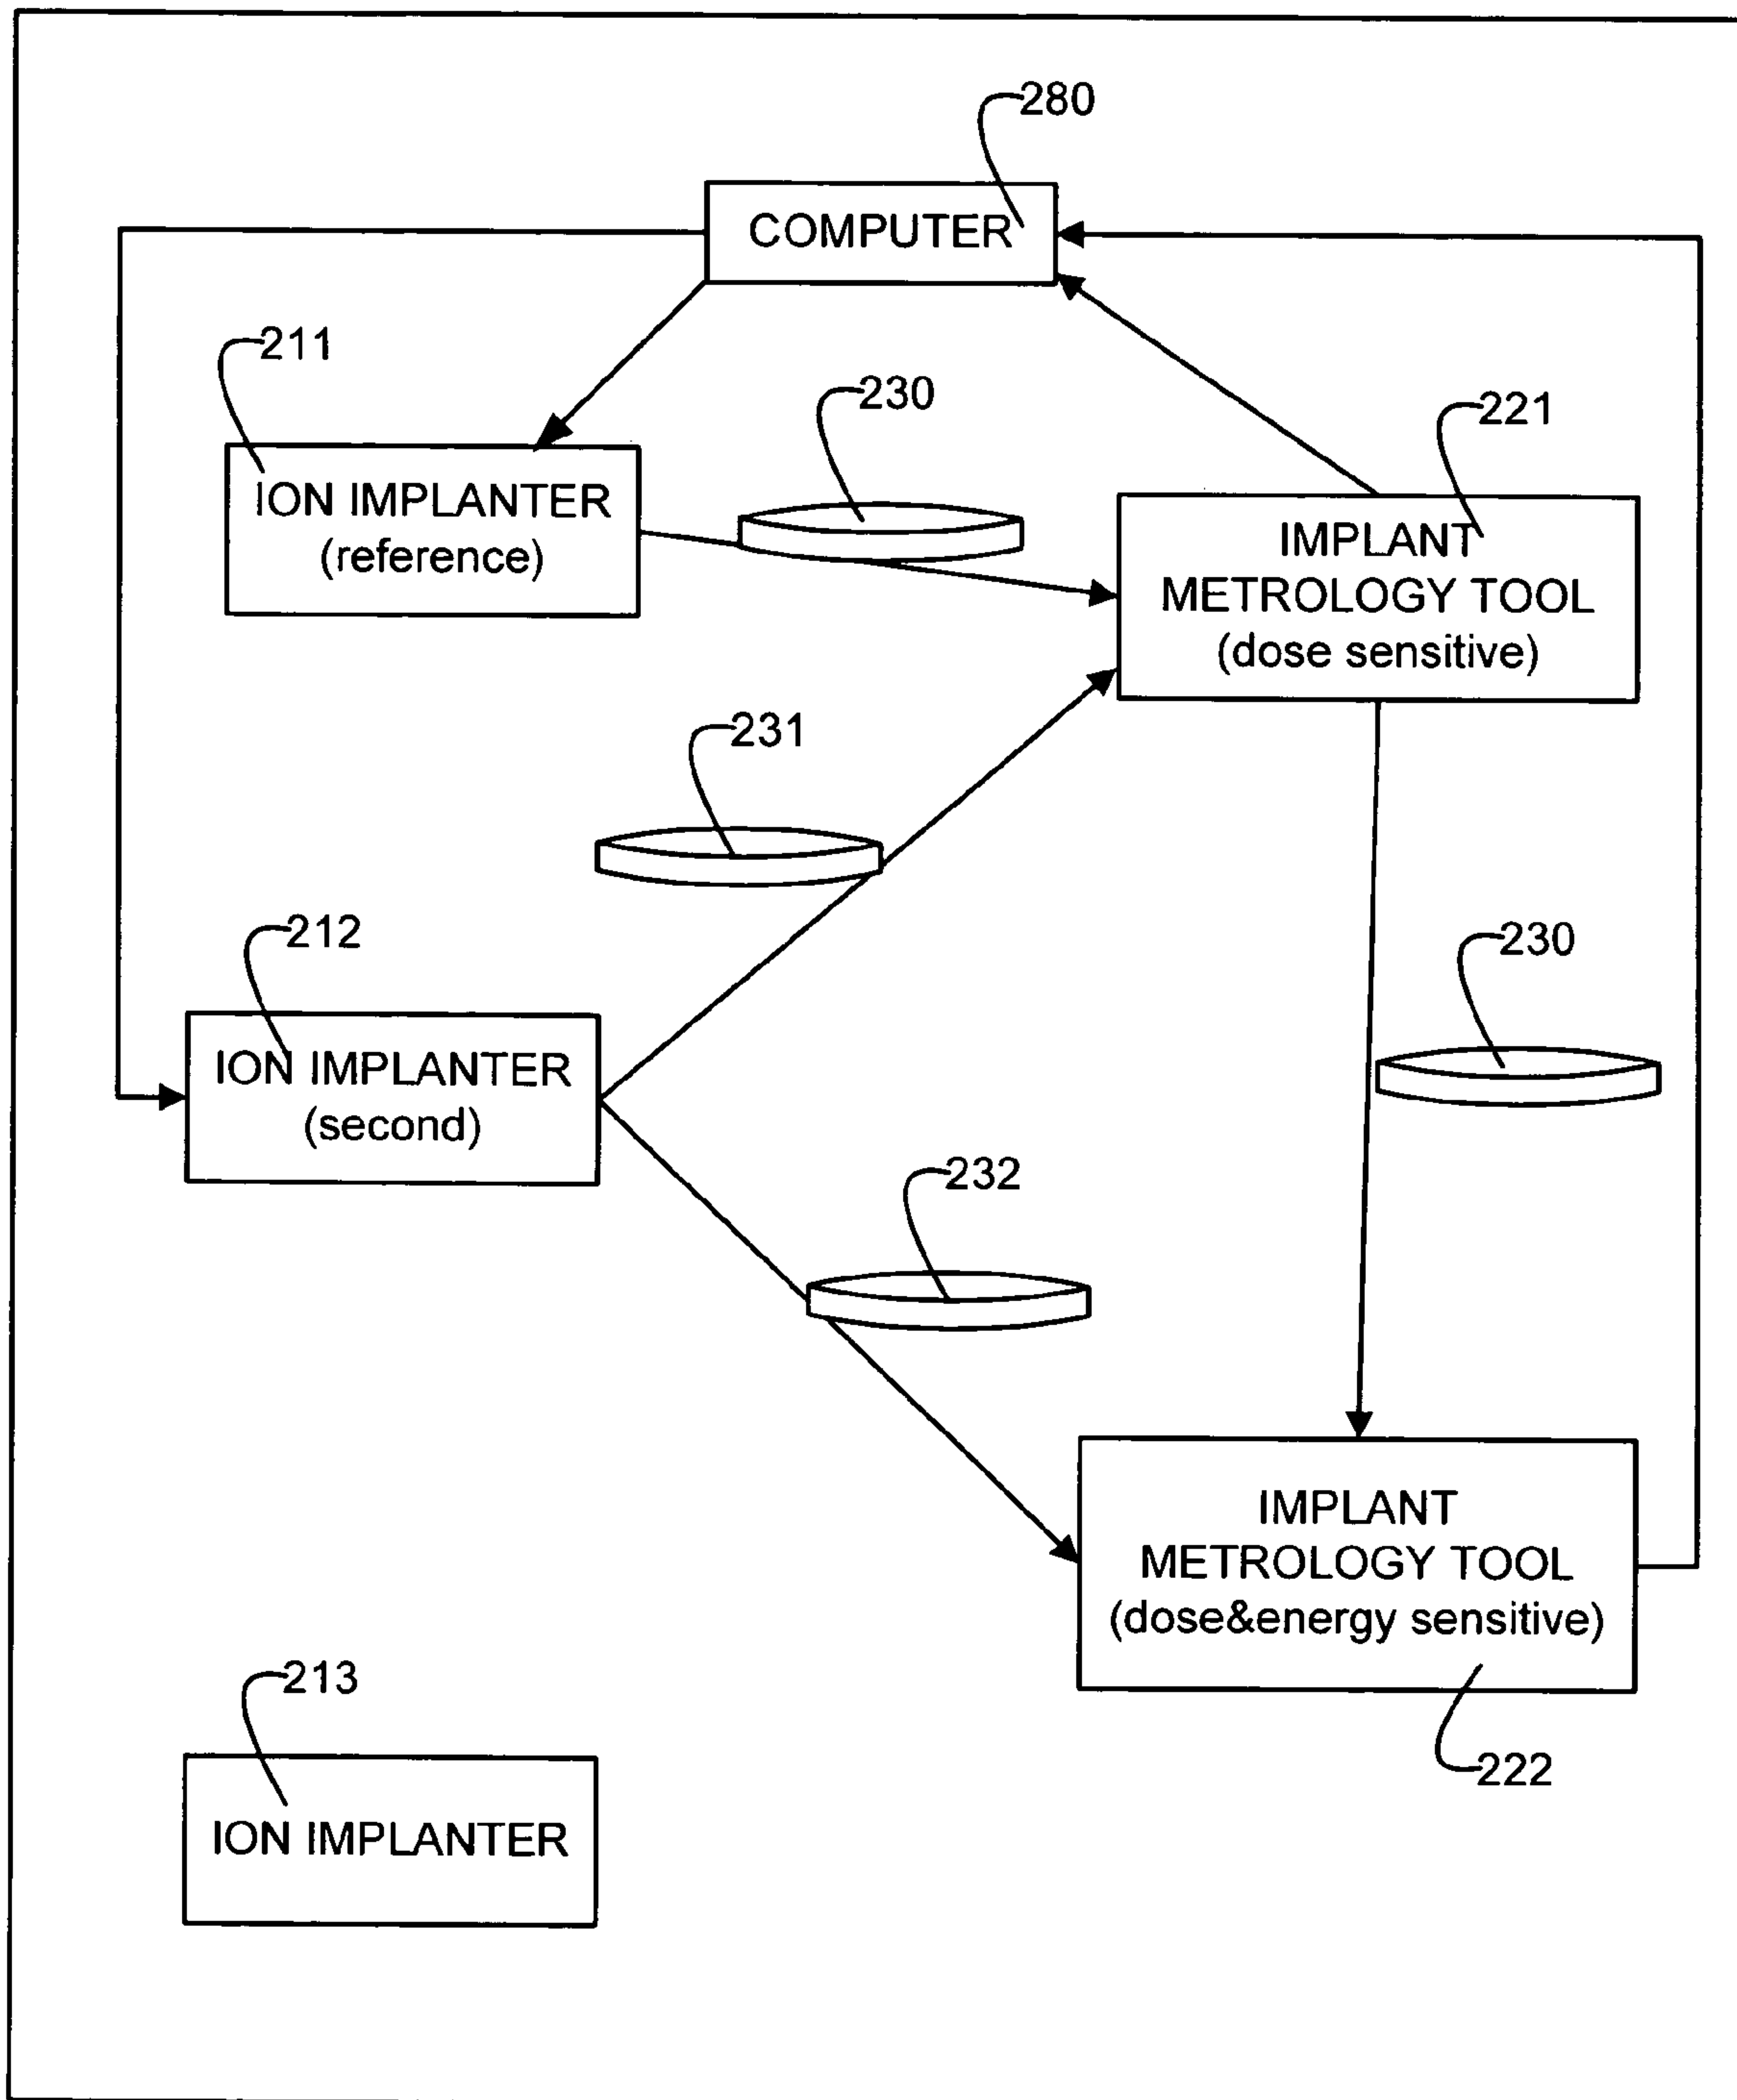 280
COMPUTER
211
230
221
ION IMPLANTER
(reference)
IMPLANT
METROLOGY TOOL
(dose sensitive)
231
212
230
ION IMPLANTER
(second)
232
IMPLANT
METROLOGY TOOL
(dose&energy sensitive)
213
222
ION IMPLANTER